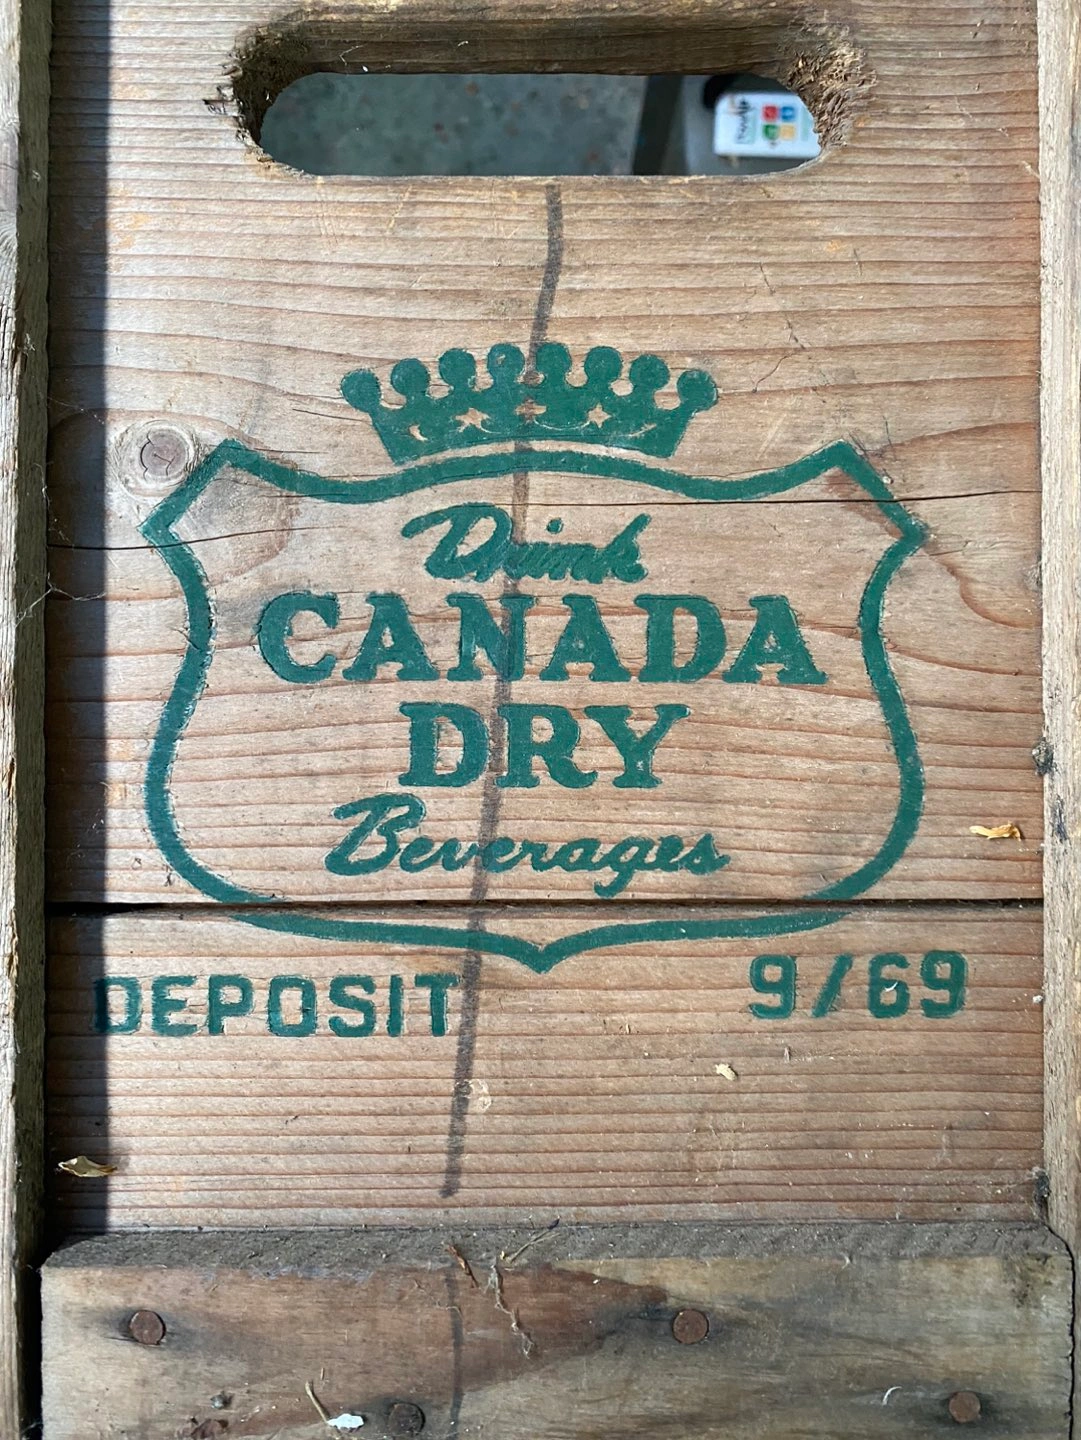 Drink
CANADA
DRY
Beverages
DEPOSIT 9/69